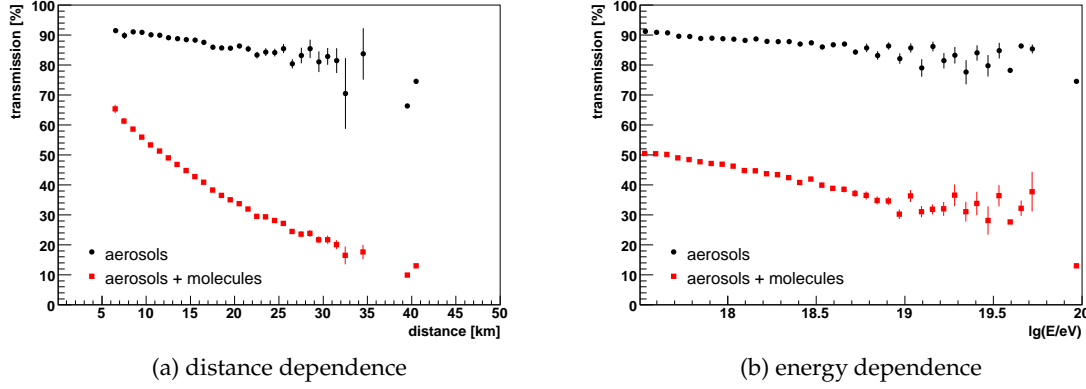 transmission [%]
100
90
80
70
60
50
40
30
20
10
0
aerosols
aerosols + molecules
5 10 15 20 25 30 35 40 45 50
distance [km]
(a) distance dependence
transmission [%]
100
90
80
70
60
50
40
30
20
10
0
aerosols
aerosols + molecules
18 18.5 19 19.5 20
lg(E/eV)
(b) energy dependence